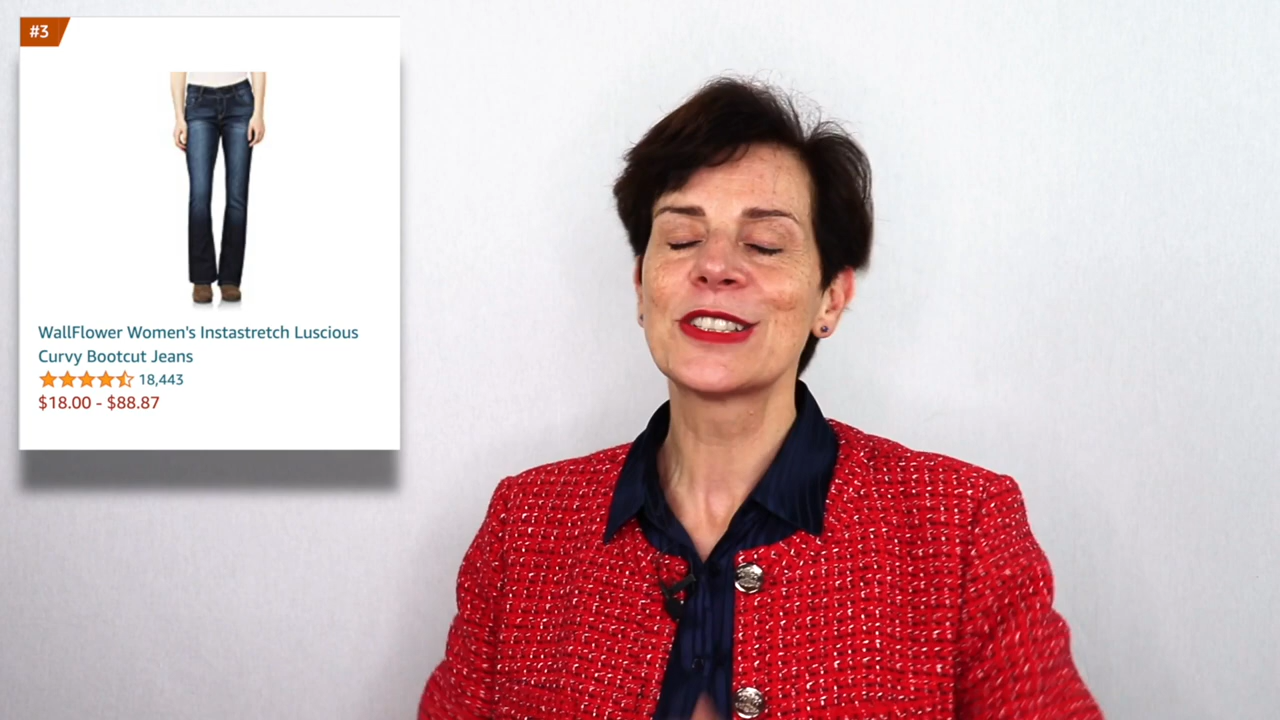 #3
WallFlower Women's Instastretch Luscious
Curvy Bootcut Jeans
18,443
$18.00 - $88.87